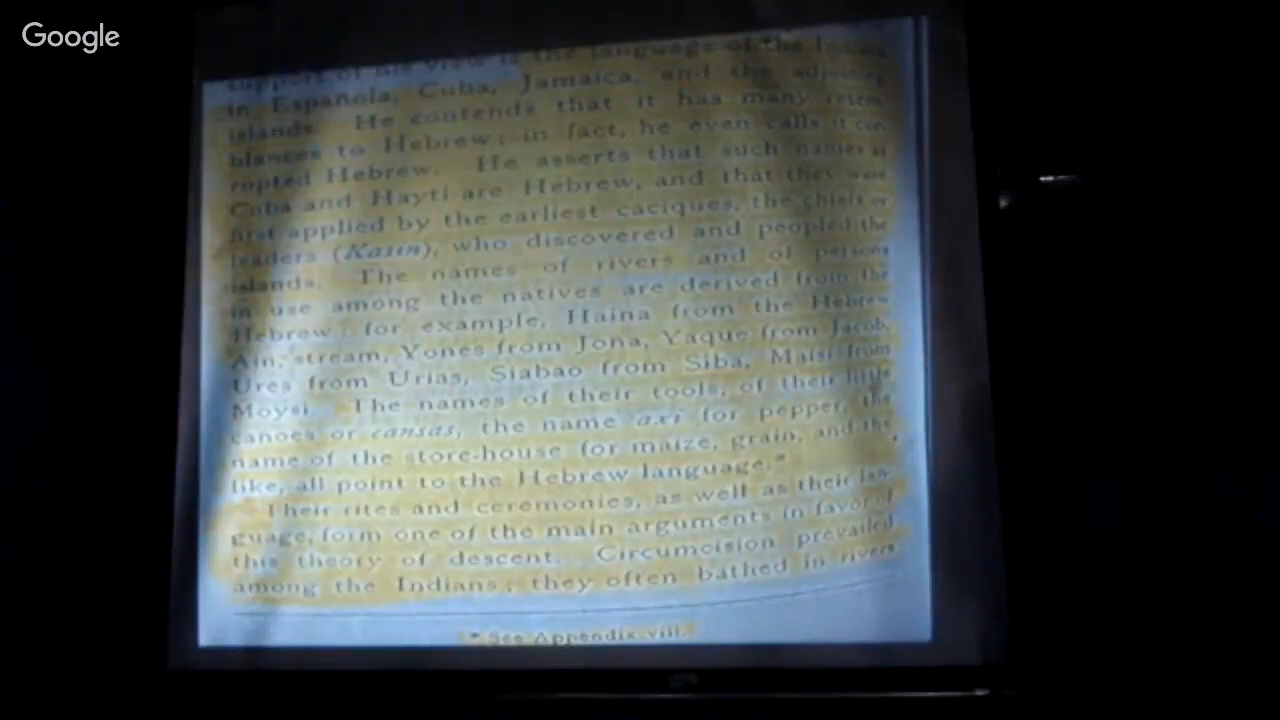 Google
support of his view is the language of the
in Española, Cuba, Jamaica, and the adjoining
islands. He contends that it has many resem-
blances to Hebrew; in fact, he even calls it cor-
rupted Hebrew. He asserts that such names as
Cuba and Hayti are Hebrew, and that they were
first applied by the earliest caciques, the chiefs or
leaders (Kasin), who discovered and peopled the
islands. The names of rivers and of persons
in use among the natives are derived from the
Hebrew: for example, Haina from the Hebrew
Ain, stream, Yones from Jona, Yaque from Jacob,
Ures from Urias, Siabao from Siba, Maisi from
Moysi. The names of their tools, of their little
canoes or cansas, the name axi for pepper, the
name of the store-house for maize, grain, and the
like, all point to the Hebrew language.*
Their rites and ceremonies, as well as their lan-
guage, form one of the main arguments in favor of
this theory of descent. Circumcision prevailed
among the Indians; they often bathed in rivers
* See Appendix viii.